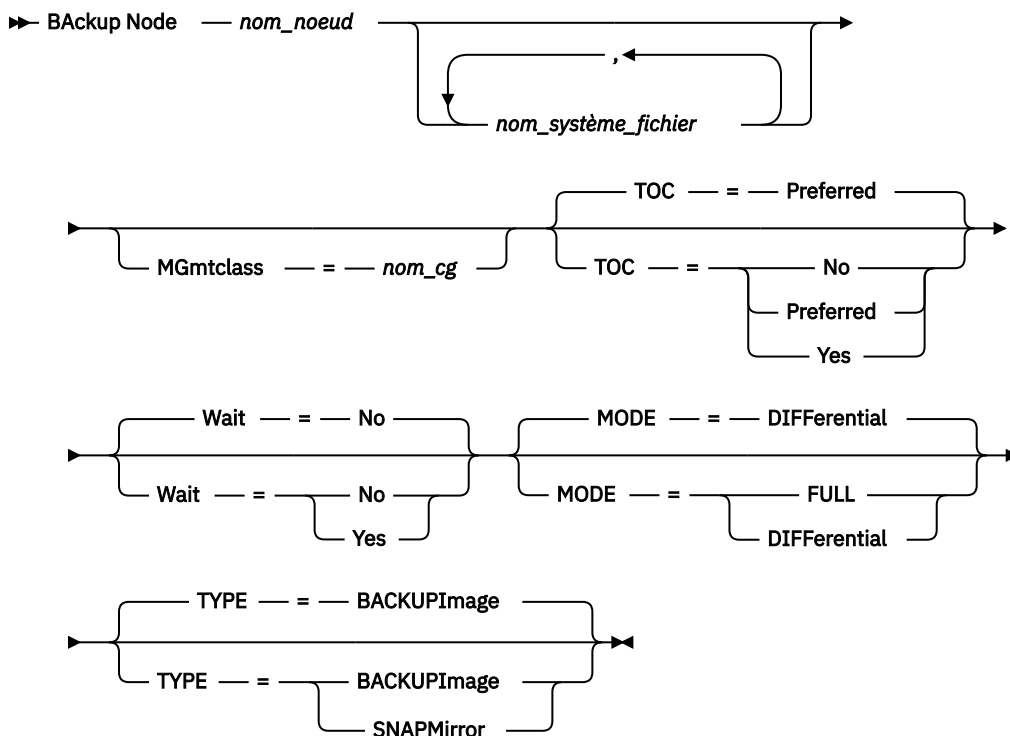 BAckup Node nom_noeud
,
nom_système_fichier
TOC = Preferred
MGmtclass = nom_cg TOC = No
Preferred
Yes
Wait = No MODE = DIFFerential
Wait = No MODE = FULL
Yes DIFFerential
TYPE = BACKUPImage
TYPE = BACKUPImage
SNAPMirror